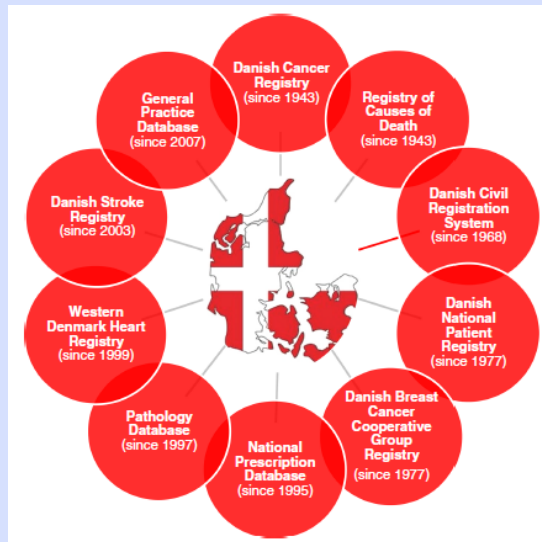 Danish Cancer
Registry
(since 1943)
Registry of
Causes of
Death
(since 1943)
Danish Civil
Registration
System
(since 1968)
Danish
National
Patient
Registry
(since 1977)
Danish Breast
Cancer
Cooperative
Group
Registry
(since 1977)
National
Prescription
Database
(since 1995)
Pathology
Database
(since 1997)
Western
Denmark Heart
Registry
(since 1999)
Danish Stroke
Registry
(since 2003)
General
Practice
Database
(since 2007)